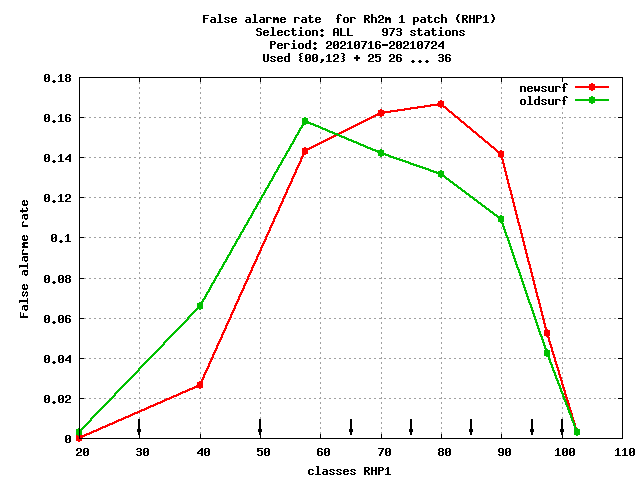 False alarme rate  for Rh2m 1 patch (RHP1)
Selection: ALL    973 stations
Period: 20210716-20210724
Used {00,12} + 25 26 ... 36
newsurf
oldsurf
False alarme rate
0.18
0.16
0.14
0.12
0.1
0.08
0.06
0.04
0.02
0
20 30 40 50 60 70 80 90 100 110
classes RHP1